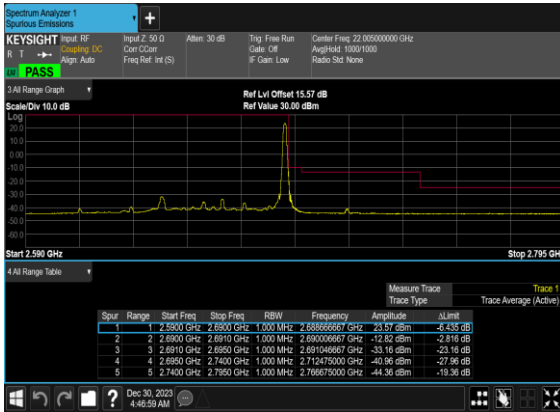 Spectrum Analyzer 1
Spurious Emissions
+
KEYSIGHT Input: RF Input Z: 50 Ω Atten: 30 dB Trig: Free Run Center Freq: 22.005000000 GHz
R T Coupling: DC Corr CCorr Gate: Off Avg|Hold: 1000/1000
Align: Auto Freq Ref: Int (S) IF Gain: Low Radio Std: None
PASS
3 All Range Graph
Ref Lvl Offset 15.57 dB
Scale/Div 10.0 dB Ref Value 30.00 dBm
Log
20.0
10.0
0.00
-10.0
-20.0
-30.0
-40.0
-50.0
-60.0
Start 2.590 GHz Stop 2.795 GH
4 All Range Table
Measure Trace Trace 1
Trace Type Trace Average (Active)
Spur Range Start Freq Stop Freq RBW Frequency Amplitude ΔLimit
1 1 2.5900 GHz 2.6900 GHz 1.000 MHz 2.688666667 GHz 23.57 dBm -6.435 dB
2 2 2.6900 GHz 2.6910 GHz 1.000 MHz 2.690006667 GHz -12.82 dBm -2.816 dB
3 3 2.6910 GHz 2.6950 GHz 1.000 MHz 2.691046667 GHz -33.16 dBm -23.16 dB
4 4 2.6950 GHz 2.7400 GHz 1.000 MHz 2.712475000 GHz -40.96 dBm -27.96 dB
5 5 2.7400 GHz 2.7950 GHz 1.000 MHz 2.766675000 GHz -44.36 dBm -19.36 dB
?
Dec 30, 2023
4:46:59 AM